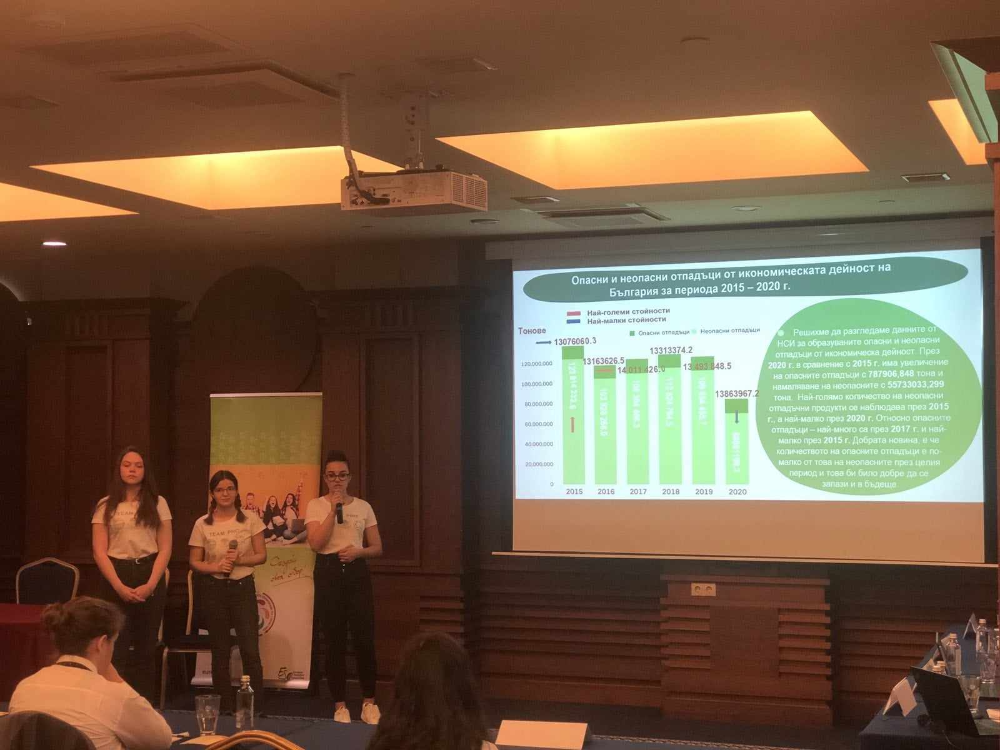 Опасни и неопасни отпадъци от икономическата дейност на
България за периода 2015 – 2020 г.
Най-големи стойности
Най-малки стойности
Тонове
Опасни отпадъци
Неопасни отпадъци
13076060.3
13163626.5
14 011 426.0
13313374.2
13 493 848.5
13863967.2
120.000.000
100.000.000
80.000.000
60.000.000
40.000.000
20.000.000
0
2015
2016
2017
2018
2019
2020
Решихме да разгледаме данните от
НСИ за образуваните опасни и неопасни
отпадъци от икономическа дейност. През
2020 г. в сравнение с 2015 г. има увеличение
на опасните отпадъци с 787906,848 тона и
намаляване на неопасните с 55733033,299
тона. Най-голямо количество на неопасни
отпадъчни продукти се наблюдава през 2015
г., а най-малко през 2020 г. Относно опасните
отпадъци – най-много са през 2017 г. и най-
малко през 2015 г. Добрата новина, е че
количеството на опасните отпадъци е по-
малко от това на неопасните през целия
период и това би било добре да се
запази и в бъдеще
TEAM
TEAM PRO